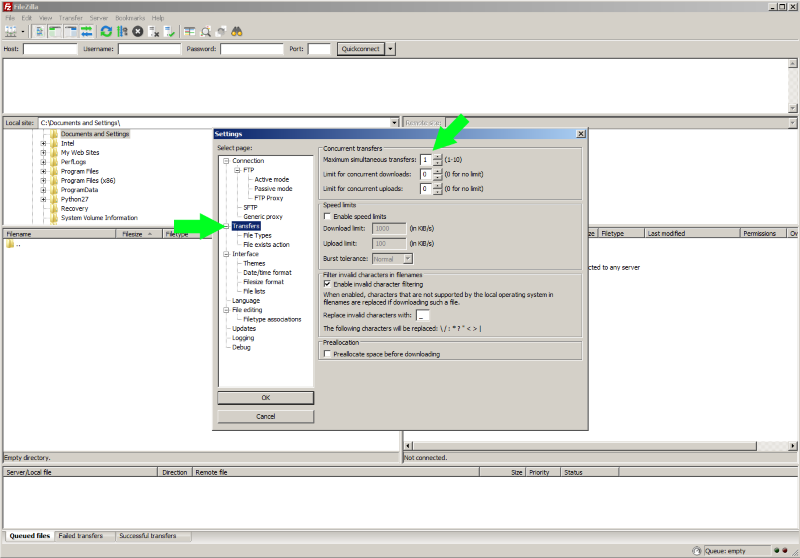 FileZilla
File Edit View Transfer Server Bookmarks Help
Host: Username: Password: Port: Quickconnect
Local site: C:\Documents and Settings\
Remote site:
Documents and Settings
Intel
My Web Sites
PerfLogs
Program Files
Program Files (x86)
ProgramData
Python27
Recovery
System Volume Information
Filename Filesize Filetype
..
Empty directory.
Settings
Select page:
Connection
FTP
Active mode
Passive mode
FTP Proxy
SFTP
Generic proxy
Transfers
File Types
File exists action
Interface
Themes
Date/time format
Filesize format
File lists
Language
File editing
Filetype associations
Updates
Logging
Debug
OK
Cancel
Concurrent transfers
Maximum simultaneous transfers: 1 (1-10)
Limit for concurrent downloads: 0 (0 for no limit)
Limit for concurrent uploads: 0 (0 for no limit)
Speed limits
Enable speed limits
Download limit: 1000 (in KiB/s)
Upload limit: 100 (in KiB/s)
Burst tolerance: Normal
Filter invalid characters in filenames
Enable invalid character filtering
When enabled, characters that are not supported by the local operating system in
filenames are replaced if downloading such a file.
Replace invalid characters with: _
The following characters will be replaced: \ / : * ? " < > |
Preallocation
Preallocate space before downloading
ze Filetype Last modified Permissions Ow
cted to any server
Not connected.
Server/Local file Direction Remote file Size Priority Status
Queued files Failed transfers Successful transfers
Queue: empty